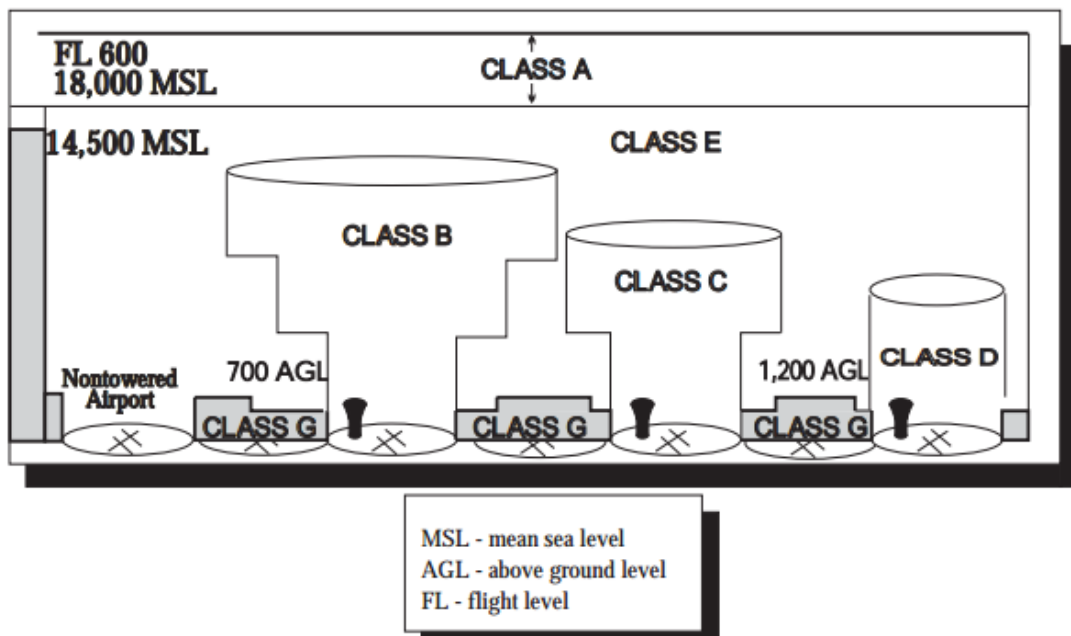 FL 600
18,000 MSL
CLASS A
14,500 MSL
CLASS E
CLASS B
CLASS C
700 AGL
1,200 AGL
CLASS D
Nontowered
Airport
CLASS G
CLASS G
CLASS G
MSL - mean sea level
AGL - above ground level
FL - flight level